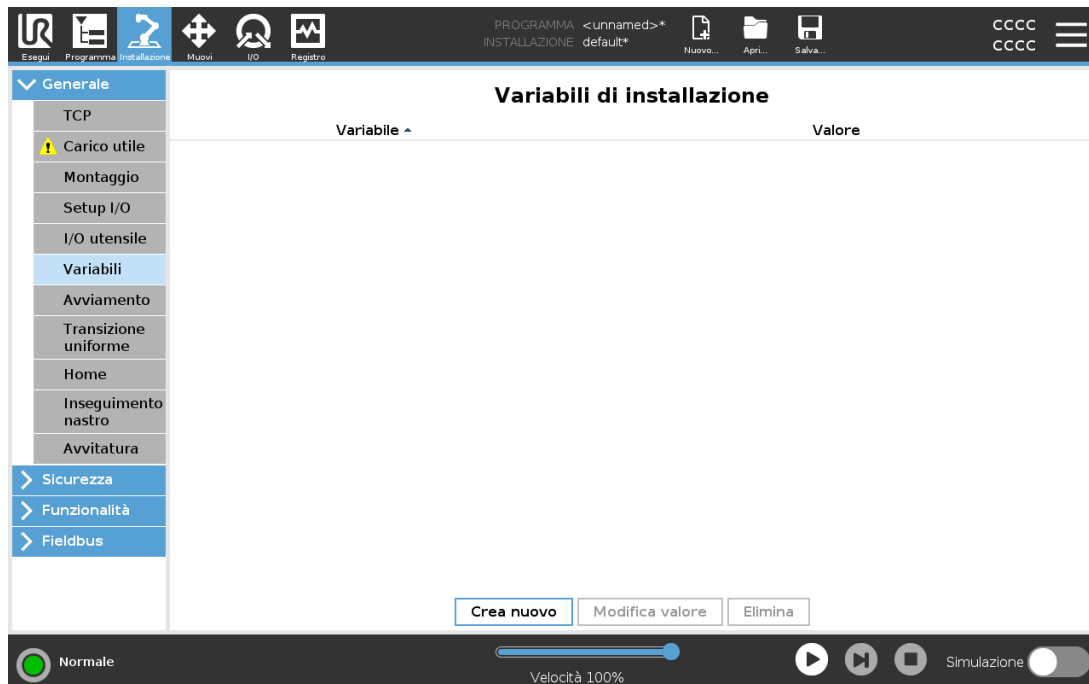 UR
Esegui
Programma
Installazione
Muovi
I/O
Registro
PROGRAMMA <unnamed>*
INSTALLAZIONE default*
Nuovo...
Apri...
Salva...
CCCC
CCCC
Generale
TCP
Carico utile
Montaggio
Setup I/O
I/O utensile
Variabili
Avviamento
Transizione
uniforme
Home
Inseguimento
nastro
Avvitatura
Sicurezza
Funzionalità
Fieldbus
Variabili di installazione
Variabile Valore
Crea nuovo Modifica valore Elimina
Normale
Velocità 100%
Simulazione